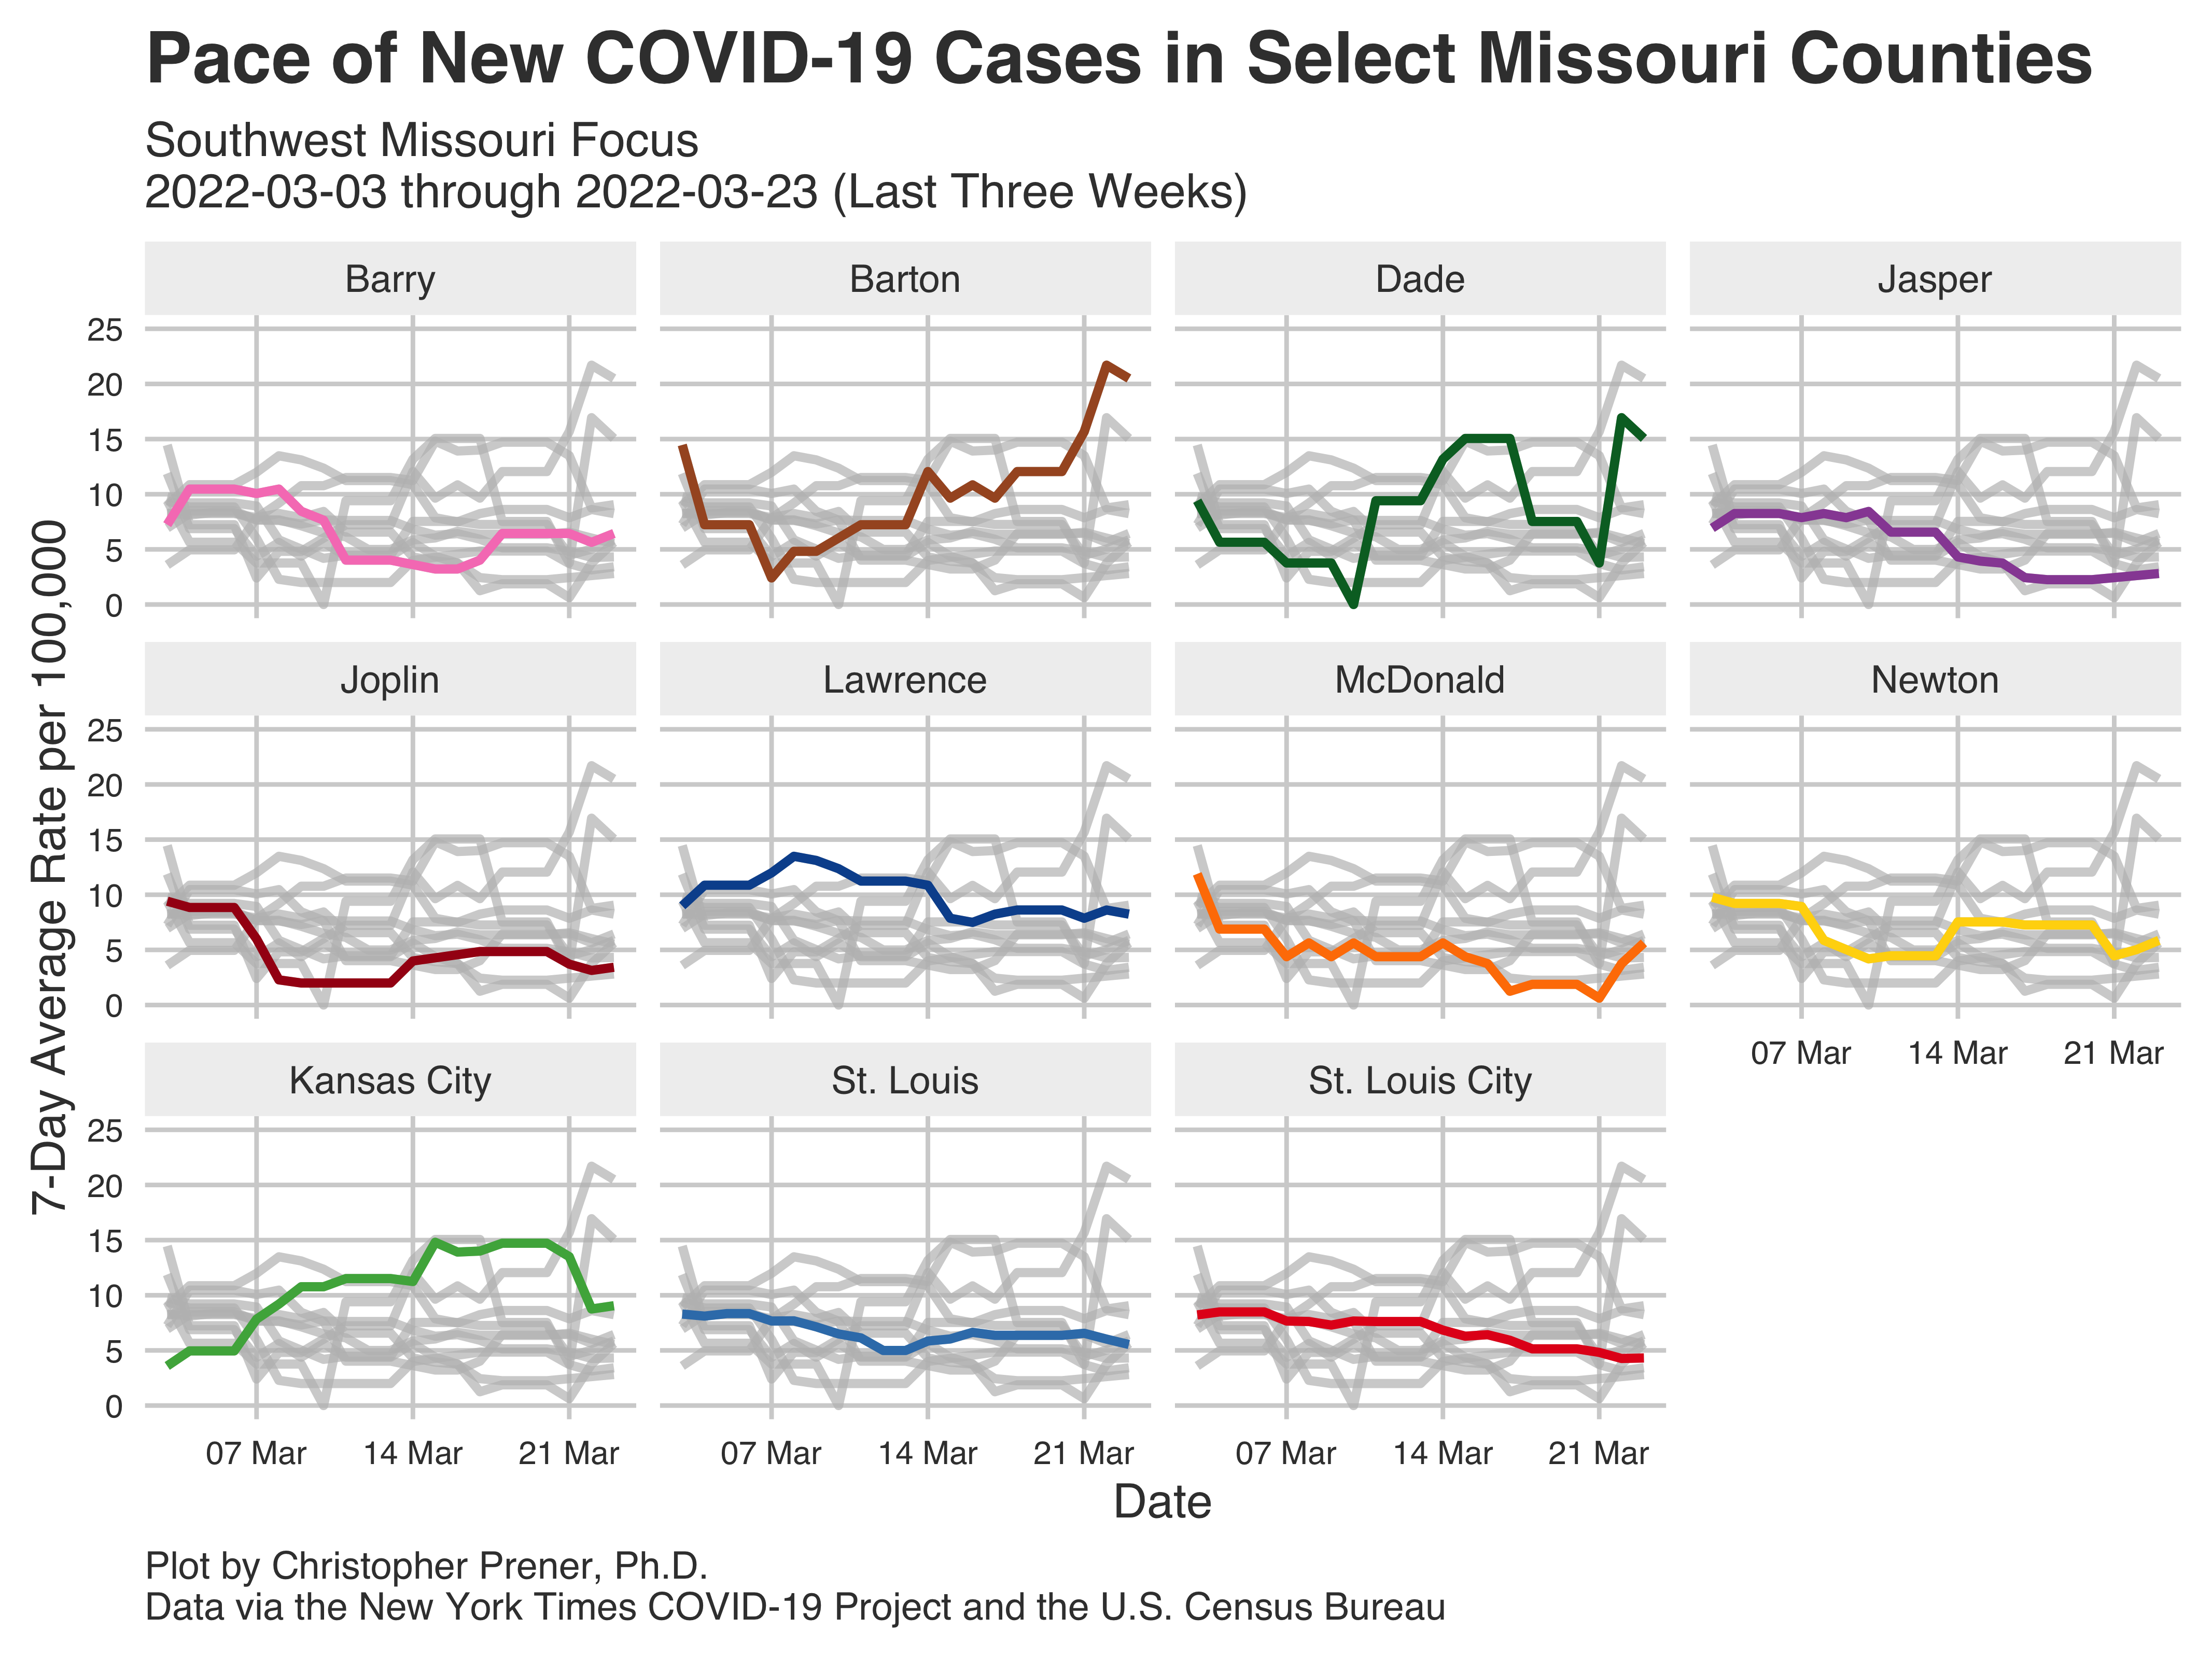 Pace of New COVID-19 Cases in Select Missouri Counties
Southwest Missouri Focus
2022-03-03 through 2022-03-23 (Last Three Weeks)
Barry
Barton
Dade
Jasper
25
20
15
10
5
0
Joplin
Lawrence
McDonald
Newton
25
20
15
10
5
0
07 Mar
14 Mar
21 Mar
Kansas City
St. Louis
St. Louis City
25
20
15
10
5
0
07 Mar
14 Mar
21 Mar
07 Mar
14 Mar
21 Mar
07 Mar
14 Mar
21 Mar
7-Day Average Rate per 100,000
Date
Plot by Christopher Prener, Ph.D.
Data via the New York Times COVID-19 Project and the U.S. Census Bureau